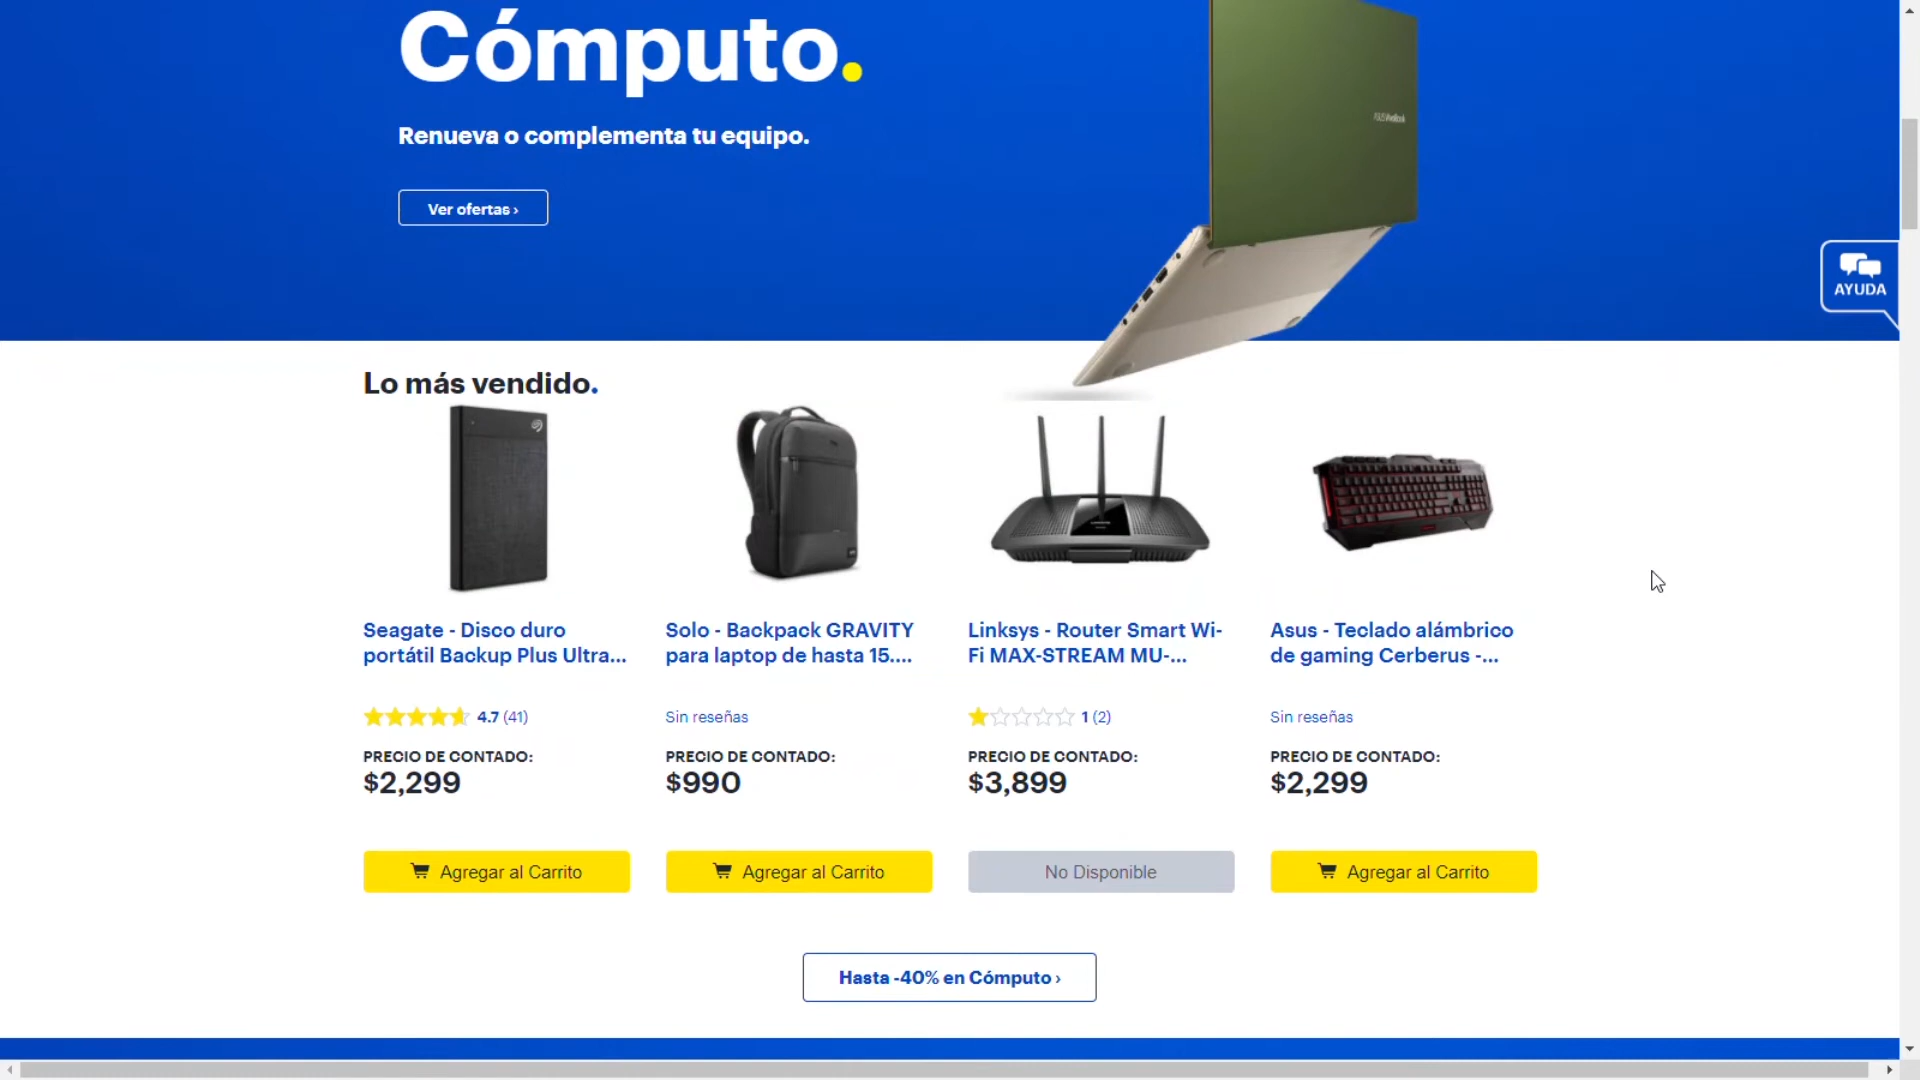 Cómputo.
Renueva o complementa tu equipo.
Ver ofertas ›
ASUS VivoBook
AYUDA
Lo más vendido.
Seagate - Disco duro
portátil Backup Plus Ultra...
4.7 (41)
PRECIO DE CONTADO:
$2,299
Agregar al Carrito
Solo - Backpack GRAVITY
para laptop de hasta 15....
Sin reseñas
PRECIO DE CONTADO:
$990
Agregar al Carrito
Linksys - Router Smart Wi-
Fi MAX-STREAM MU-...
1 (2)
PRECIO DE CONTADO:
$3,899
No Disponible
Asus - Teclado alámbrico
de gaming Cerberus -...
Sin reseñas
PRECIO DE CONTADO:
$2,299
Agregar al Carrito
Hasta -40% en Cómputo ›